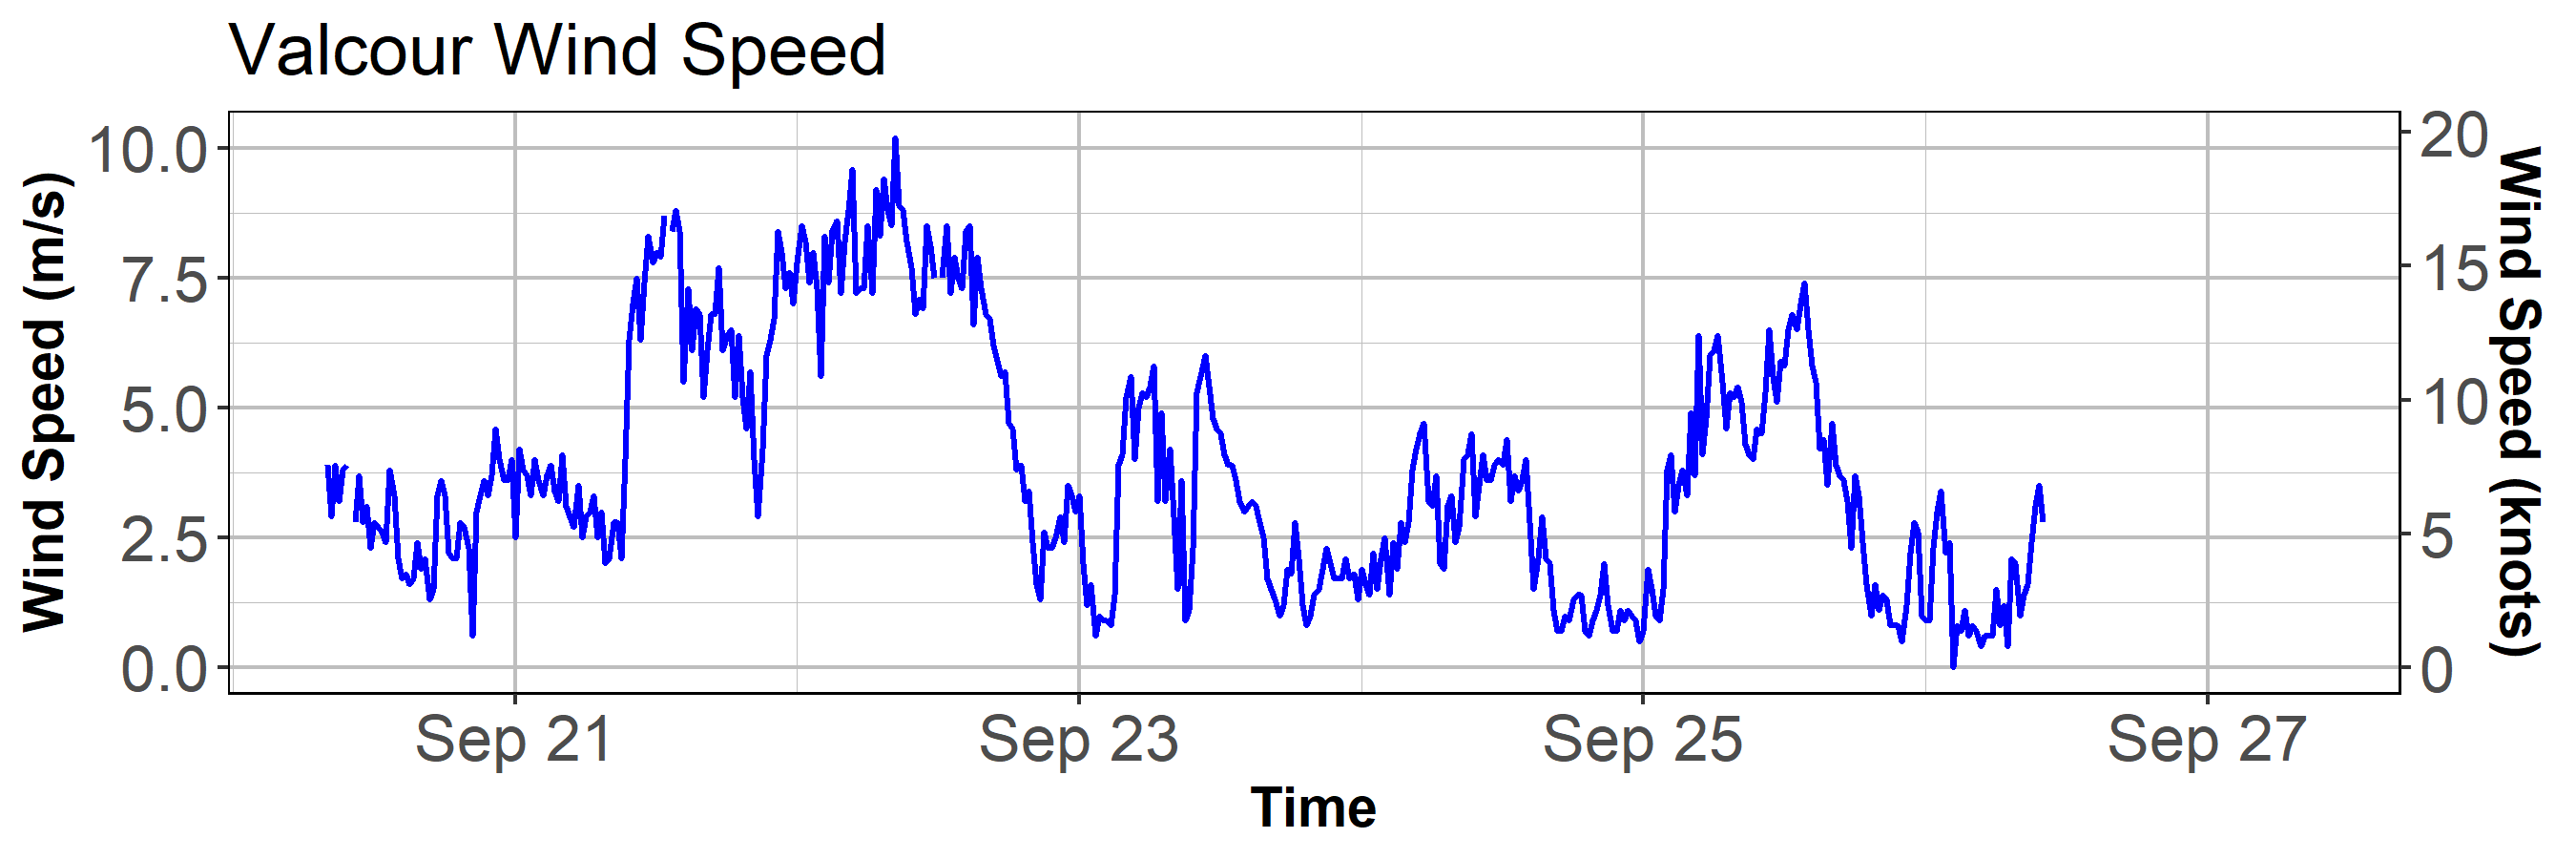 Valcour Wind Speed
Wind Speed (m/s)
10.0
7.5
5.0
2.5
0.0
20
15
10
5
0
Wind Speed (knots)
Sep 21
Sep 23
Sep 25
Sep 27
Time